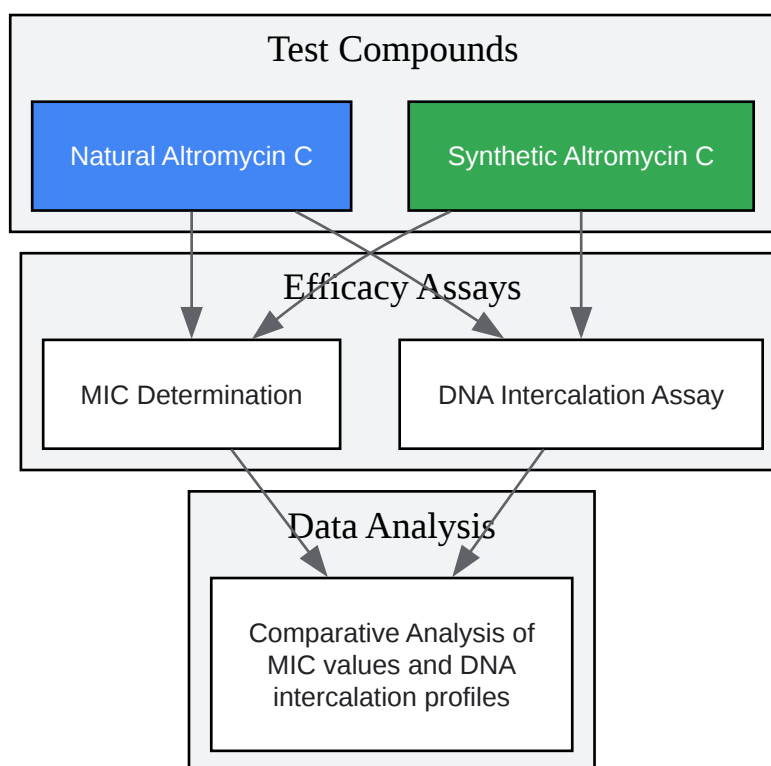 Test Compounds
Natural Altromycin C
Synthetic Altromycin C
Efficacy Assays
MIC Determination
DNA Intercalation Assay
Data Analysis
Comparative Analysis of
MIC values and DNA
intercalation profiles